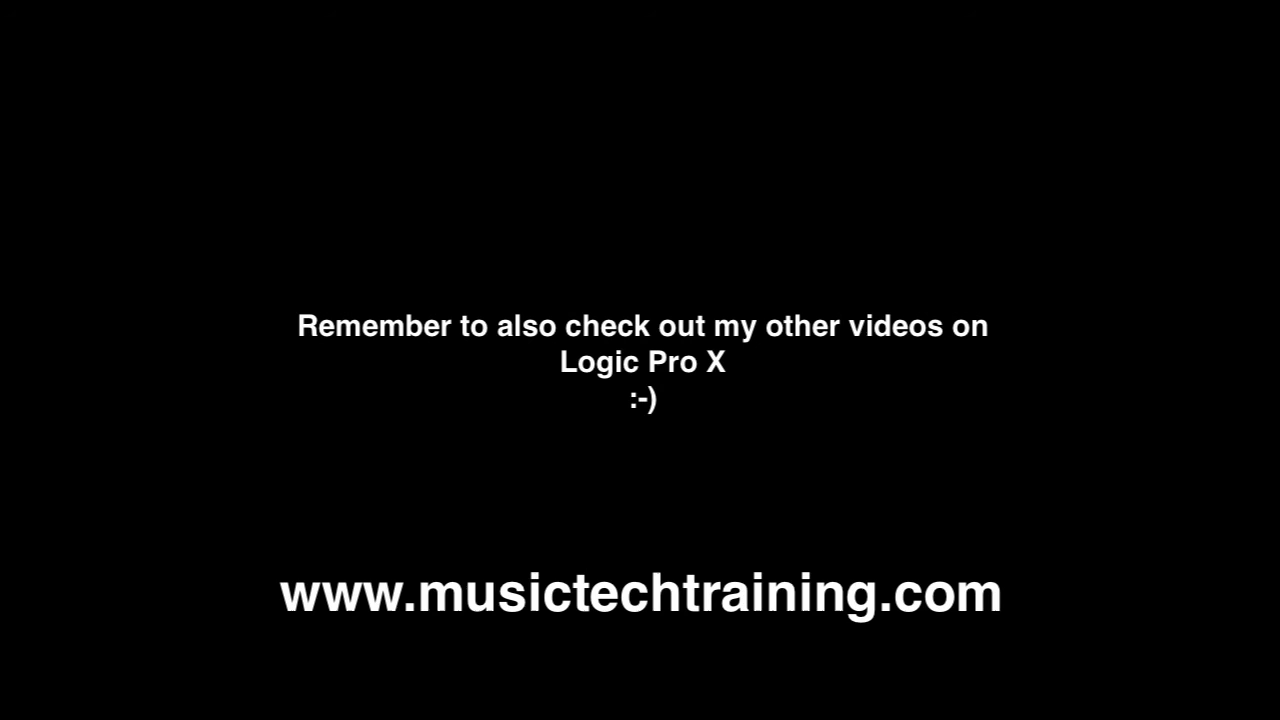 Remember to also check out my other videos on
Logic Pro X
:-)
www.musictechtraining.com